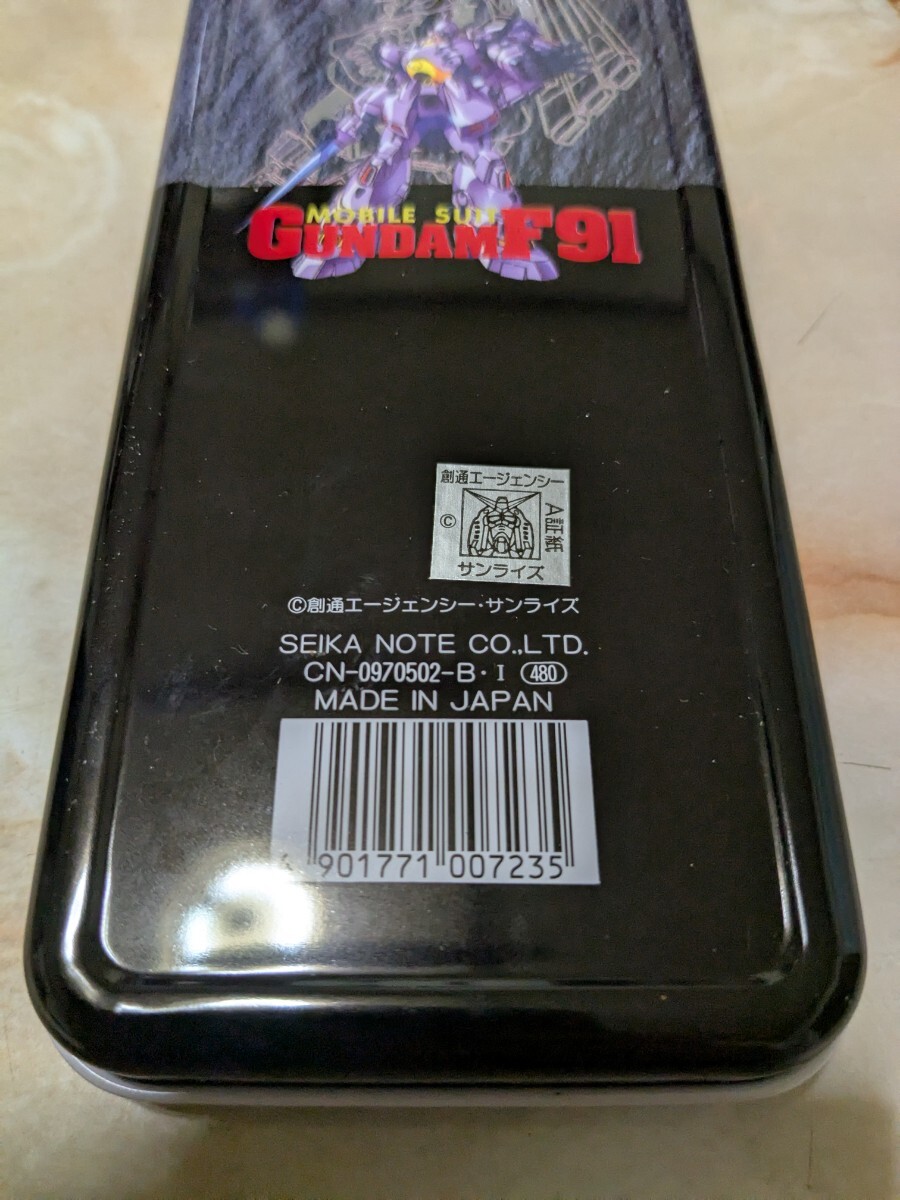 MOBILE SUIT
GUNDAM F91
創通エージェンシー
©
A証紙
サンライズ
©創通エージェンシー・サンライズ
SEIKA NOTE CO.,LTD.
CN-0970502-B・I 480
MADE IN JAPAN
4 901771 007235